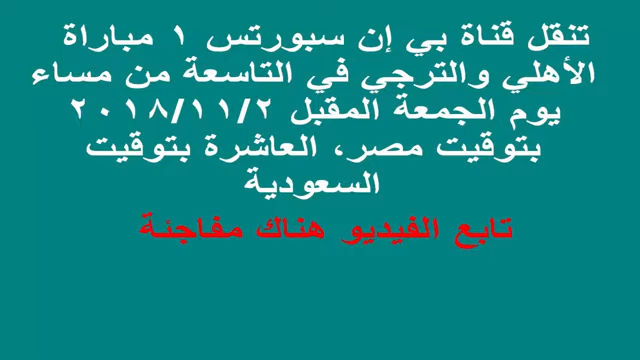 تنقل قناة بي إن سبورتس ١ مباراة
الأهلي والترجي في التاسعة من مساء
يوم الجمعة المقبل ٢٠١٨/١١/٢
بتوقيت مصر، العاشرة بتوقيت
السعودية
تابع الفيديو هناك مفاجئة